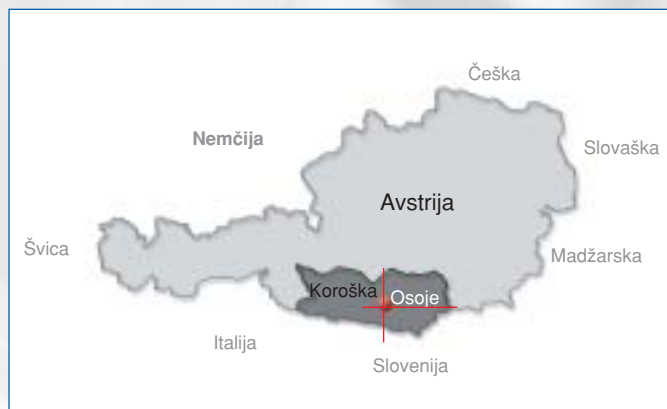 Češka
Nemčija
Slovaška
Avstrija
Švica
Madžarska
Koroška
Osoje
Italija
Slovenija